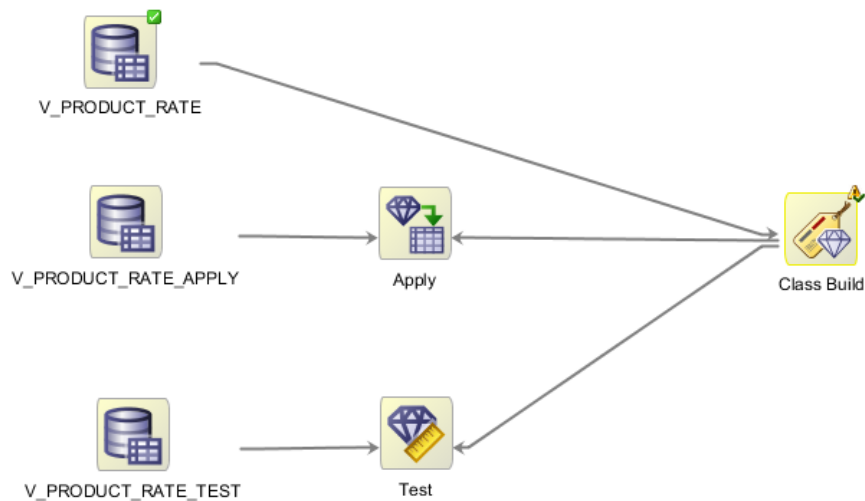 V_PRODUCT_RATE
V_PRODUCT_RATE_APPLY
Apply
Class Build
V_PRODUCT_RATE_TEST
Test